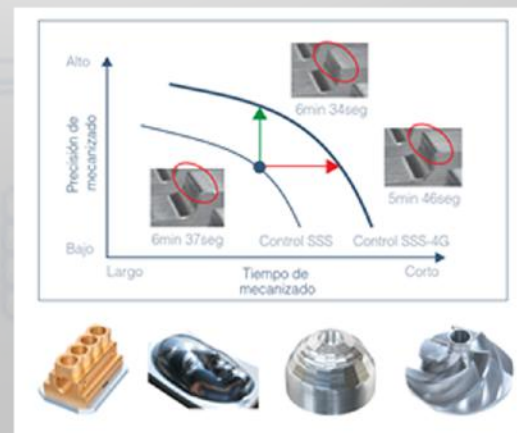 Alto
6min 34seg
Precisión de
mecanizado
5min 46seg
6min 37seg
Control SSS
Control SSS-4G
Bajo
Largo
Tiempo de
mecanizado
Corto